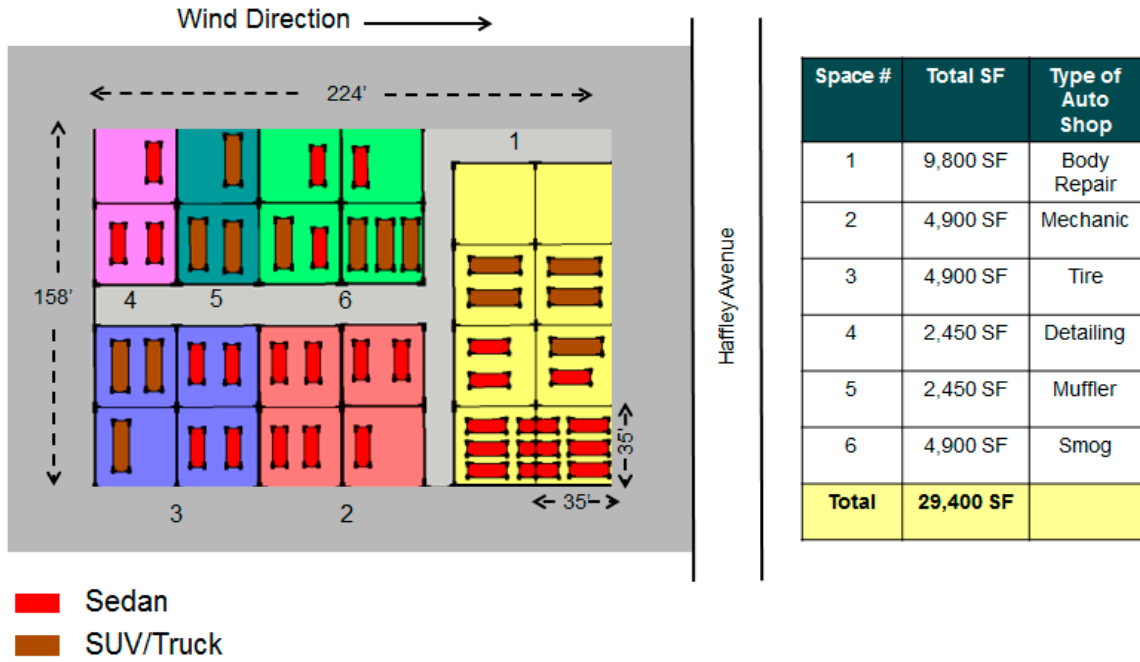 Wind Direction
224'
1
158'
4
5
6
35'
35'
3
2
Haffley Avenue
Sedan
SUV/Truck
Space # Total SF Type of
Auto
Shop
1 9,800 SF Body
Repair
2 4,900 SF Mechanic
3 4,900 SF Tire
4 2,450 SF Detailing
5 2,450 SF Muffler
6 4,900 SF Smog
Total 29,400 SF